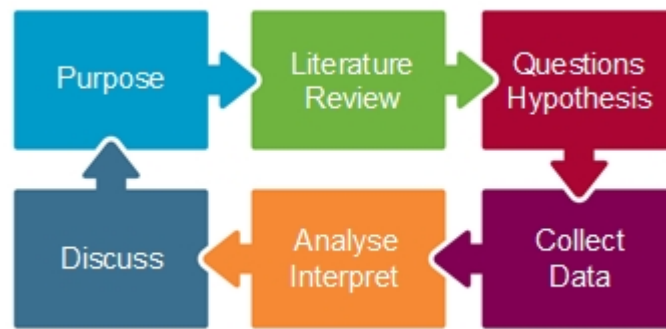 Purpose
Literature
Review
Questions
Hypothesis
Collect
Data
Analyse
Interpret
Discuss